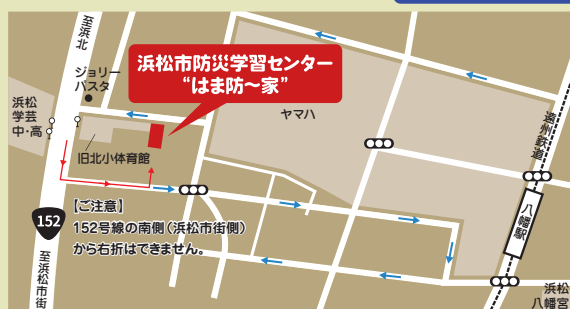 至浜北
ジョリー
パスタ
浜松
学芸
中・高
浜松市防災学習センター
“はま防～家”
ヤマハ
旧北小体育館
遠州鉄道
八幡駅
152
【ご注意】
152号線の南側（浜松市街側）
から右折はできません。
至浜松市街
浜松
八幡宮